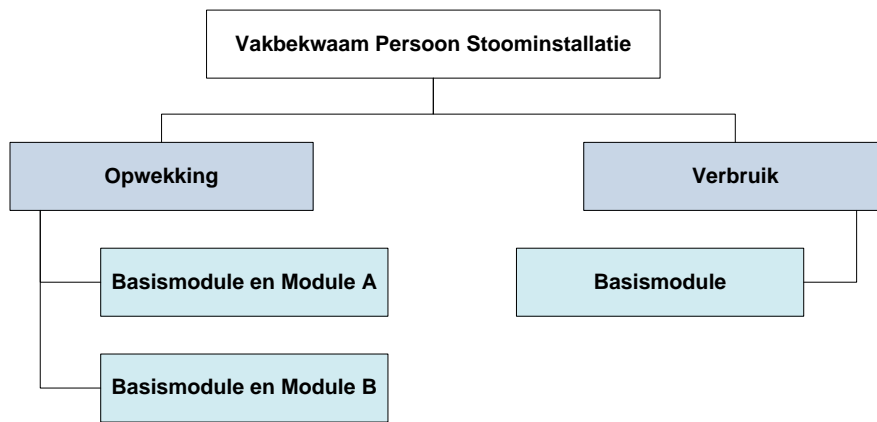 Vakbekwaam Persoon Stoominstallatie
Opwekking
Verbruik
Basismodule en Module A
Basismodule
Basismodule en Module B